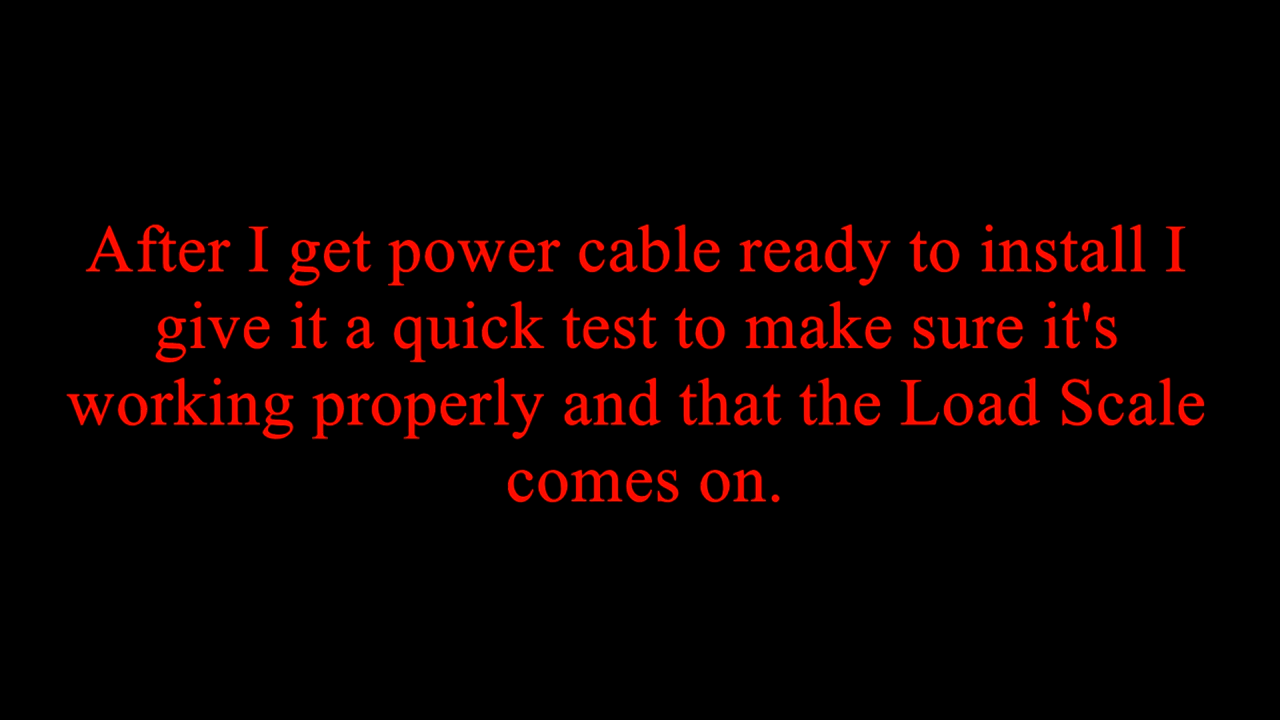 After I get power cable ready to install I
give it a quick test to make sure it's
working properly and that the Load Scale
comes on.